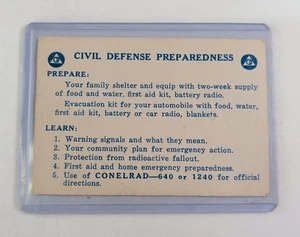 CIVIL DEFENSE PREPAREDNESS
PREPARE:
Your family shelter and equip with two-week supply
of food and water, first aid kit, battery radio.
Evacuation kit for your automobile with food, water,
first aid kit, battery or car radio, blankets.
LEARN:
1. Warning signals and what they mean.
2. Your community plan for emergency action.
3. Protection from radioactive fallout.
4. First aid and home emergency preparedness.
5. Use of CONELRAD—640 or 1240 for official
directions.